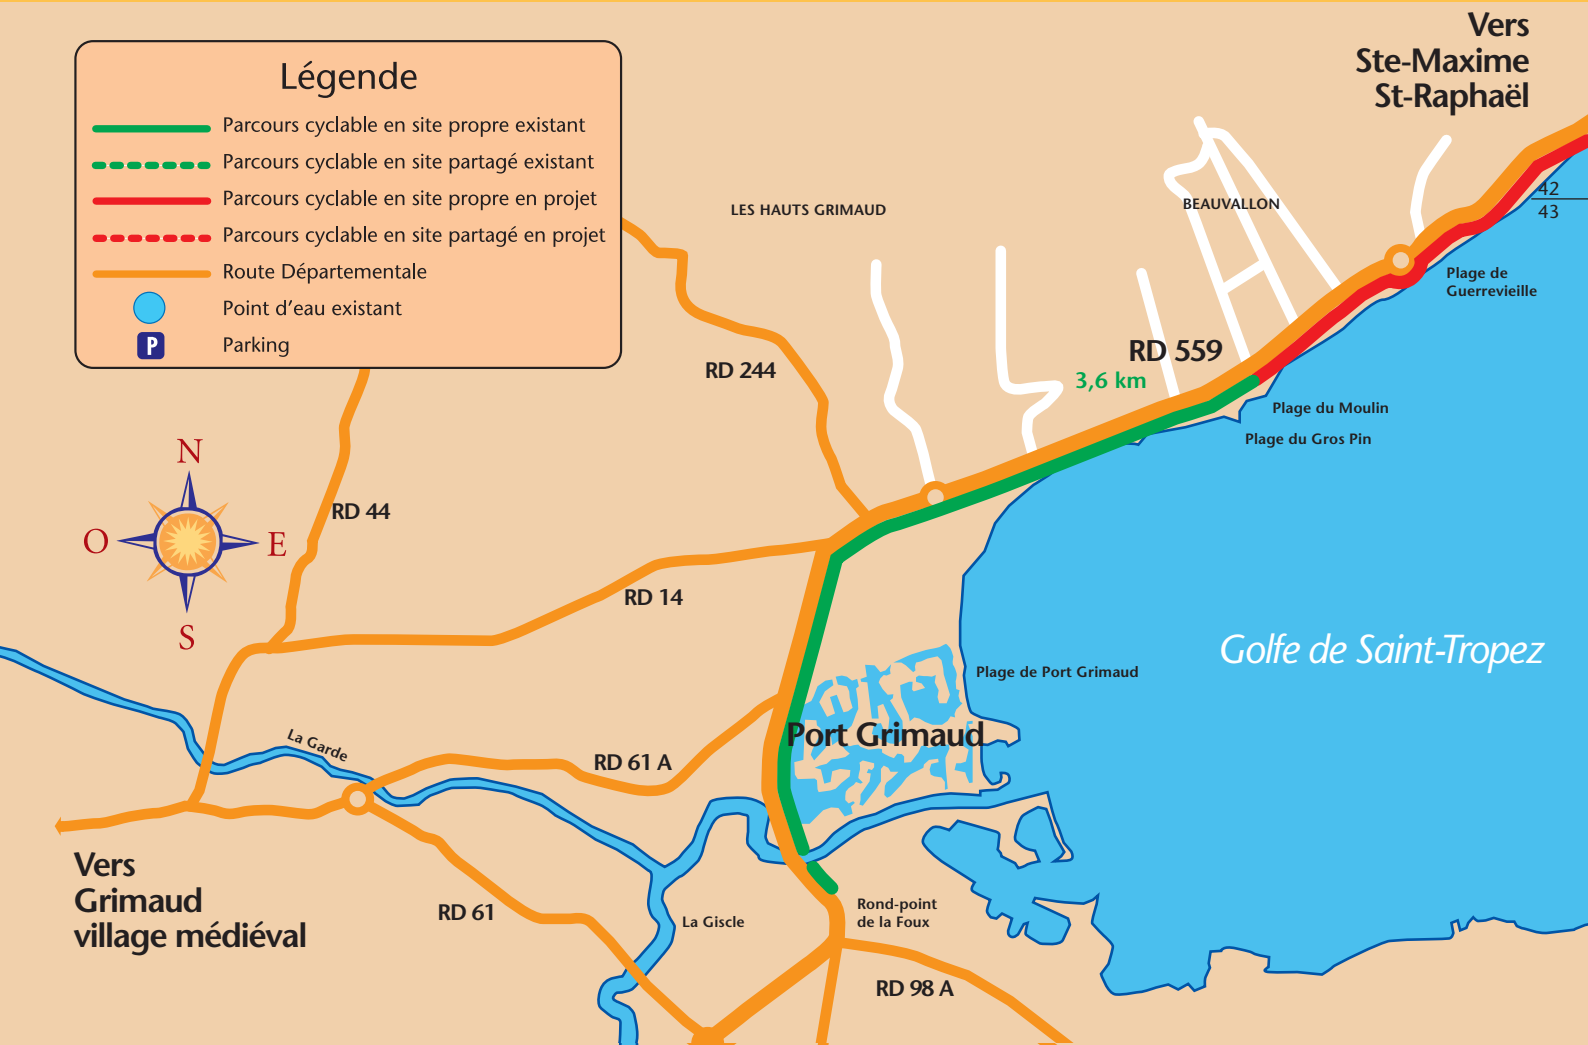 Légende
Parcours cyclable en site propre existant
Parcours cyclable en site partagé existant
Parcours cyclable en site propre en projet
Parcours cyclable en site partagé en projet
Route Départementale
Point d'eau existant
P Parking
Vers
Ste-Maxime
St-Raphaël
42
43
LES HAUTS GRIMAUD
BEAUVALLON
Plage de
Guerrevieille
RD 559
3,6 km
RD 244
Plage du Moulin
Plage du Gros Pin
N
O
E
S
RD 44
RD 14
Golfe de Saint-Tropez
Plage de Port Grimaud
Port Grimaud
La Garde
RD 61 A
Vers
Grimaud
village médiéval
RD 61
La Giscle
Rond-point
de la Foux
RD 98 A